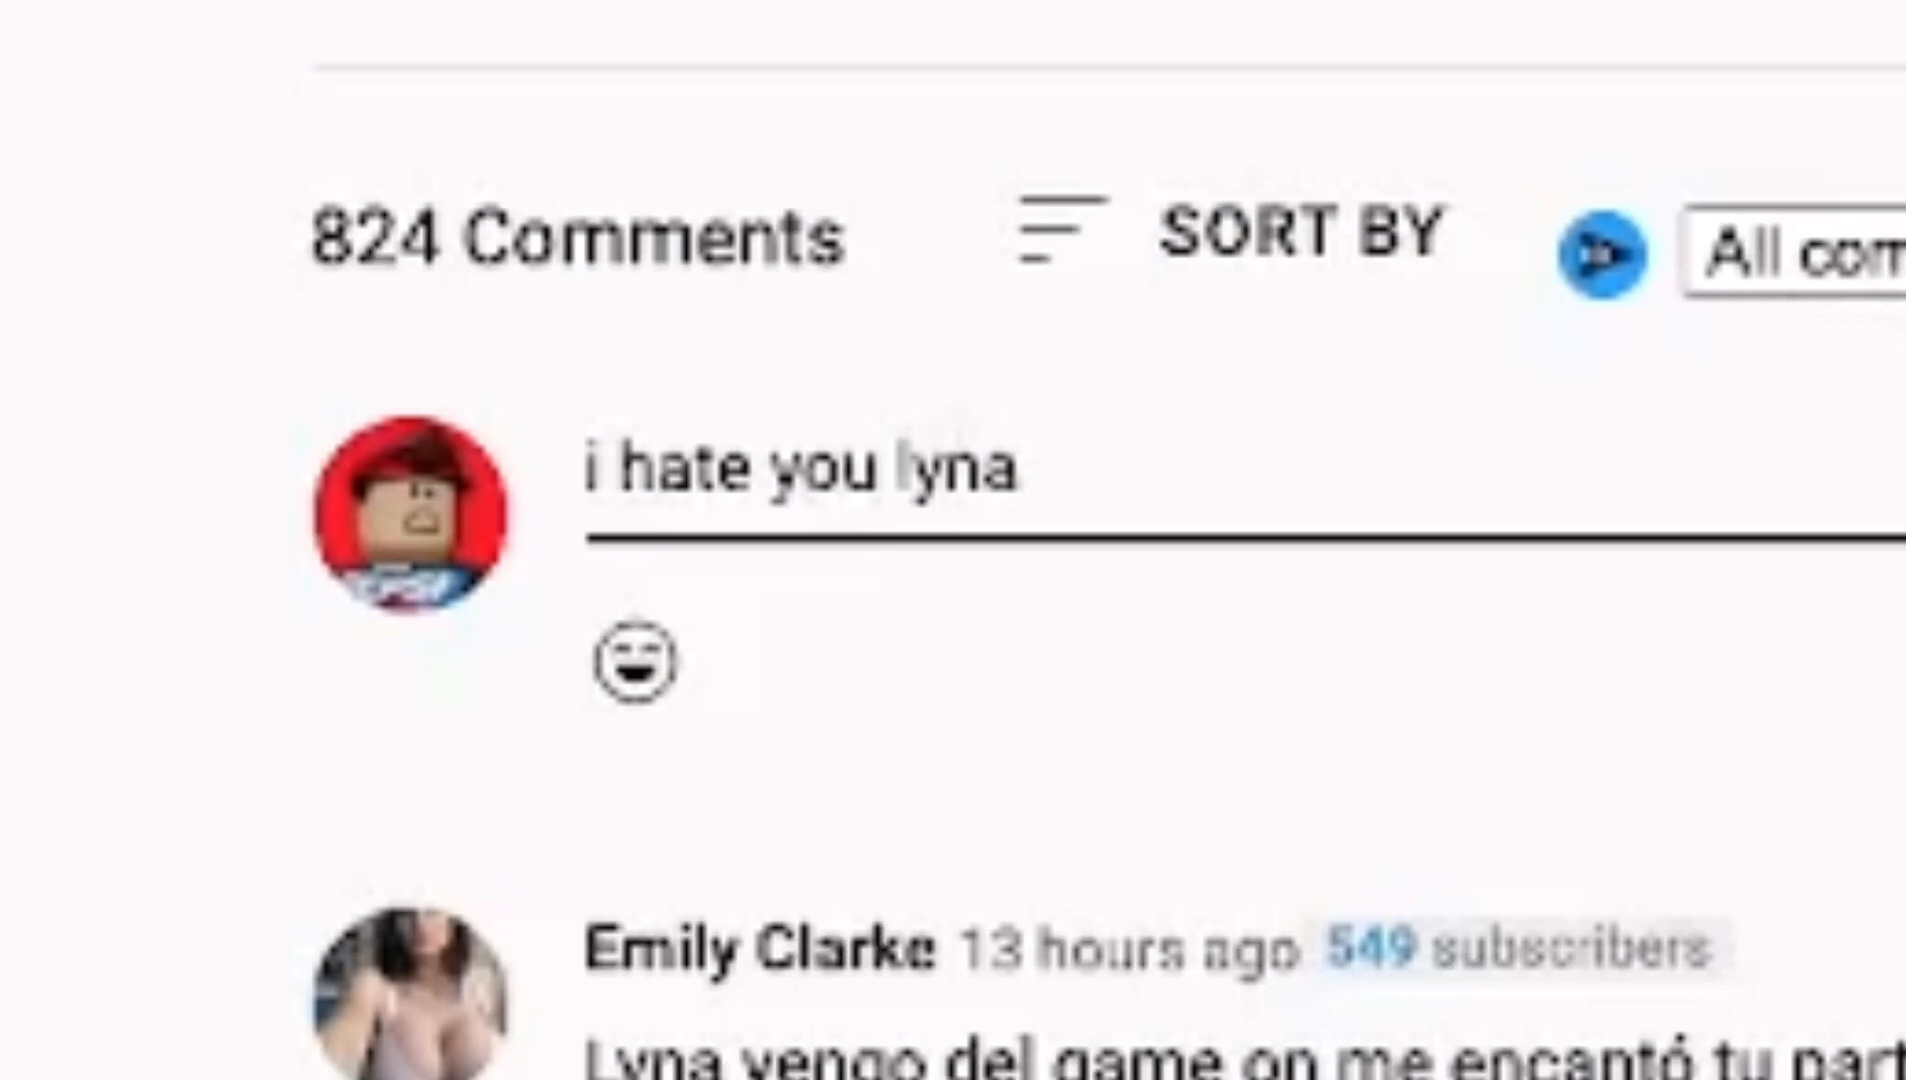 824 Comments
SORT BY
All com
i hate you lyna
Emily Clarke 13 hours ago 549 subscribers
Lyna vengo del game on me encantó tu part